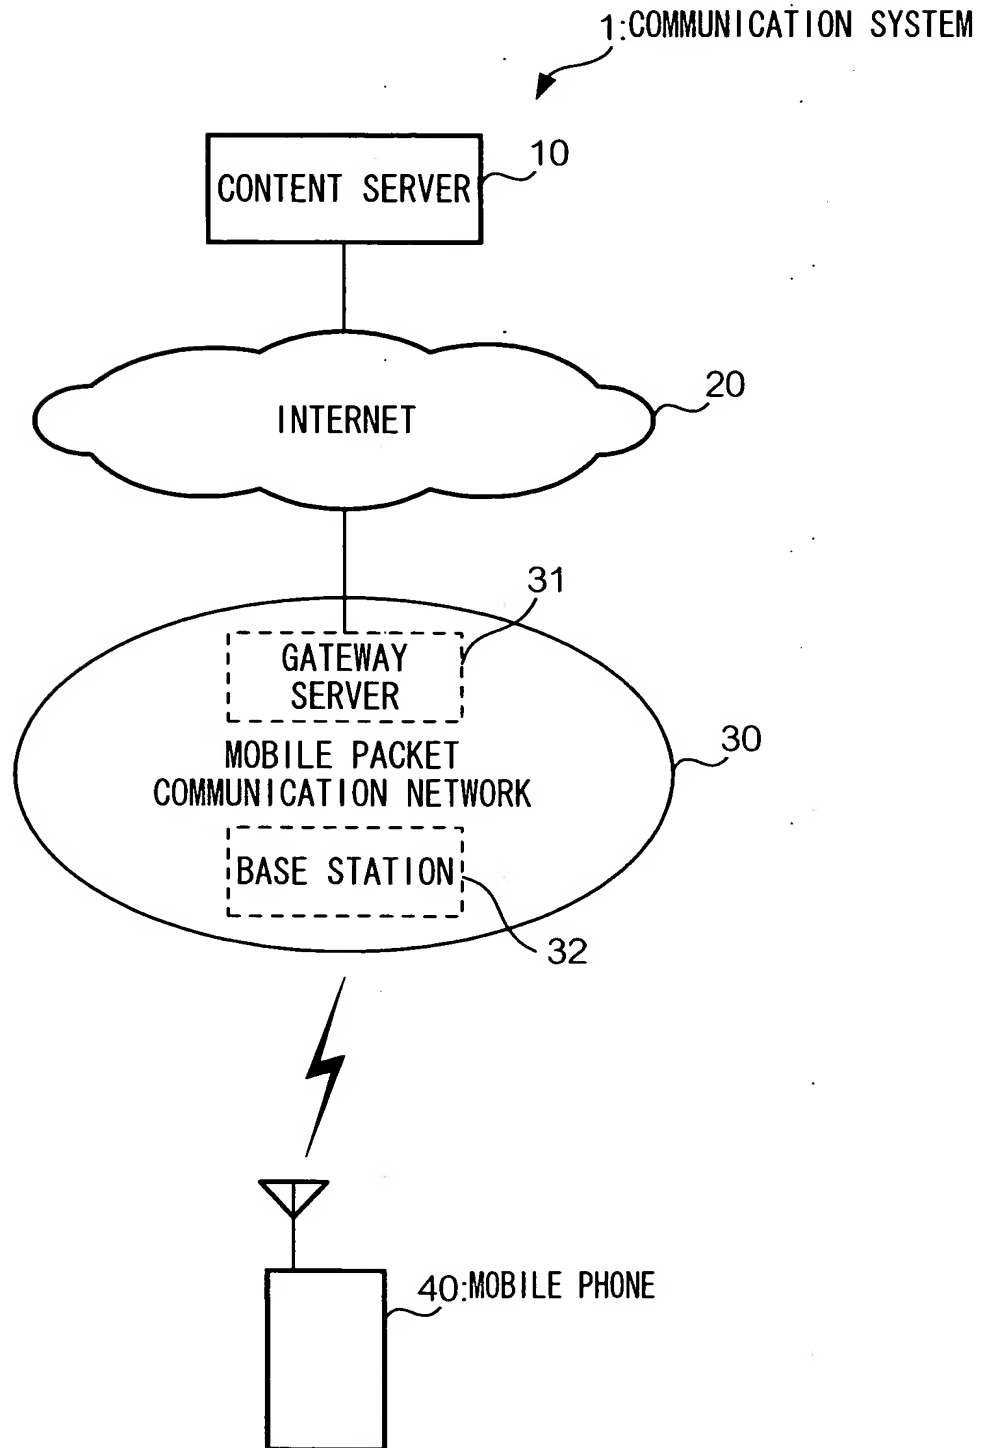 1:COMMUNICATION SYSTEM
10
CONTENT SERVER
20
INTERNET
31
GATEWAY
SERVER
30
MOBILE PACKET
COMMUNICATION NETWORK
BASE STATION
32
40:MOBILE PHONE